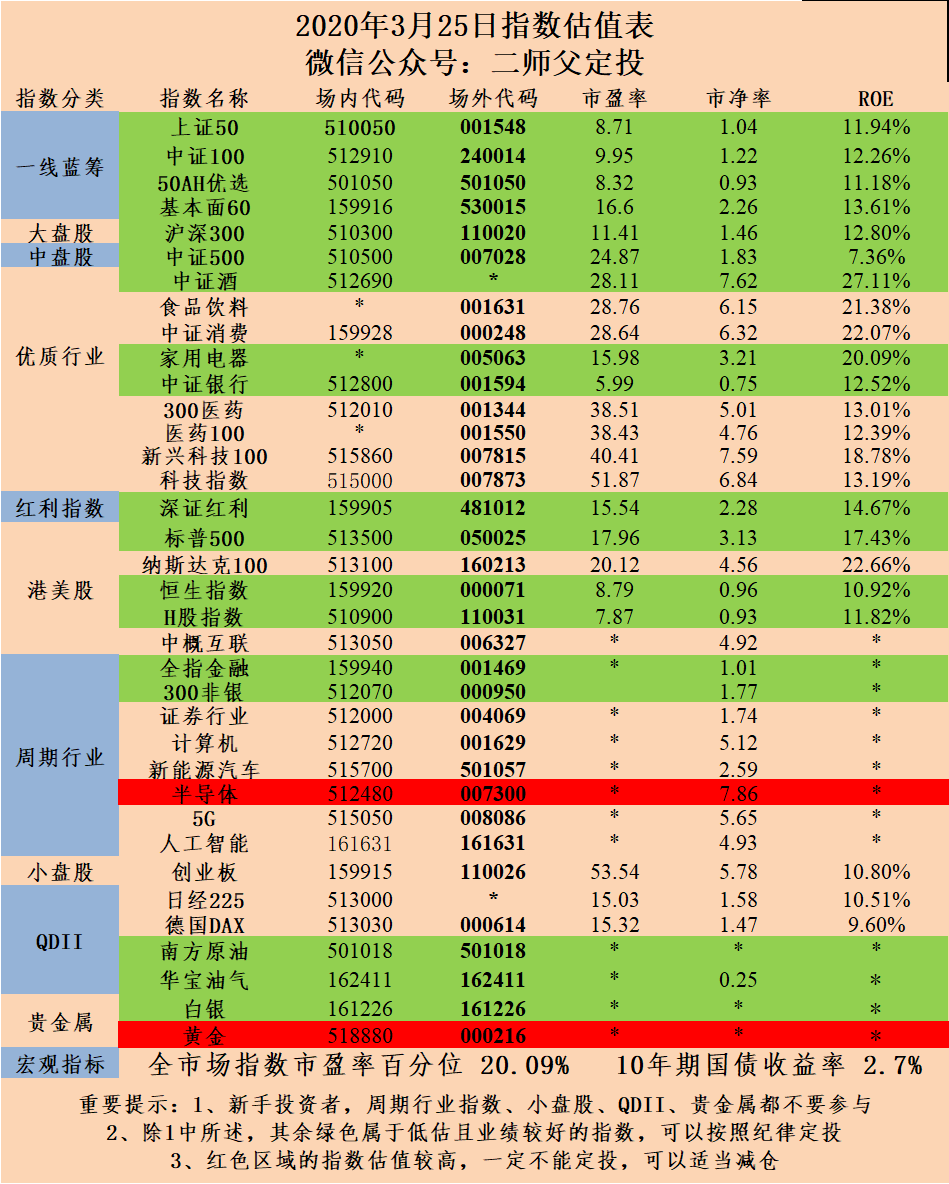 2020年3月25日指数估值表
微信公众号：二师父定投
指数分类 指数名称 场内代码 场外代码 市盈率 市净率 ROE
一线蓝筹
上证50 510050 001548 8.71 1.04 11.94%
中证100 512910 240014 9.95 1.22 12.26%
50AH优选 501050 501050 8.32 0.93 11.18%
基本面60 159916 530015 16.6 2.26 13.61%
大盘股 沪深300 510300 110020 11.41 1.46 12.80%
中盘股 中证500 510500 007028 24.87 1.83 7.36%
优质行业
中证酒 512690 * 28.11 7.62 27.11%
食品饮料 * 001631 28.76 6.15 21.38%
中证消费 159928 000248 28.64 6.32 22.07%
家用电器 * 005063 15.98 3.21 20.09%
中证银行 512800 001594 5.99 0.75 12.52%
300医药 512010 001344 38.51 5.01 13.01%
医药100 * 001550 38.43 4.76 12.39%
新兴科技100 515860 007815 40.41 7.59 18.78%
科技指数 515000 007873 51.87 6.84 13.19%
红利指数 深证红利 159905 481012 15.54 2.28 14.67%
港美股
标普500 513500 050025 17.96 3.13 17.43%
纳斯达克100 513100 160213 20.12 4.56 22.66%
恒生指数 159920 000071 8.79 0.96 10.92%
H股指数 510900 110031 7.87 0.93 11.82%
中概互联 513050 006327 * 4.92 *
周期行业
全指金融 159940 001469 * 1.01 *
300非银 512070 000950 1.77 *
证券行业 512000 004069 * 1.74 *
计算机 512720 001629 * 5.12 *
新能源汽车 515700 501057 * 2.59 *
半导体 512480 007300 * 7.86 *
5G 515050 008086 * 5.65 *
人工智能 161631 161631 * 4.93 *
小盘股 创业板 159915 110026 53.54 5.78 10.80%
QDII
日经225 513000 * 15.03 1.58 10.51%
德国DAX 513030 000614 15.32 1.47 9.60%
南方原油 501018 501018 * * *
华宝油气 162411 162411 * 0.25 *
贵金属
白银 161226 161226 * * *
黄金 518880 000216 * * *
宏观指标 全市场指数市盈率百分位 20.09% 10年期国债收益率 2.7%
重要提示：1、新手投资者，周期行业指数、小盘股、QDII、贵金属都不要参与
2、除1中所述，其余绿色属于低估且业绩较好的指数，可以按照纪律定投
3、红色区域的指数估值较高，一定不能定投，可以适当减仓